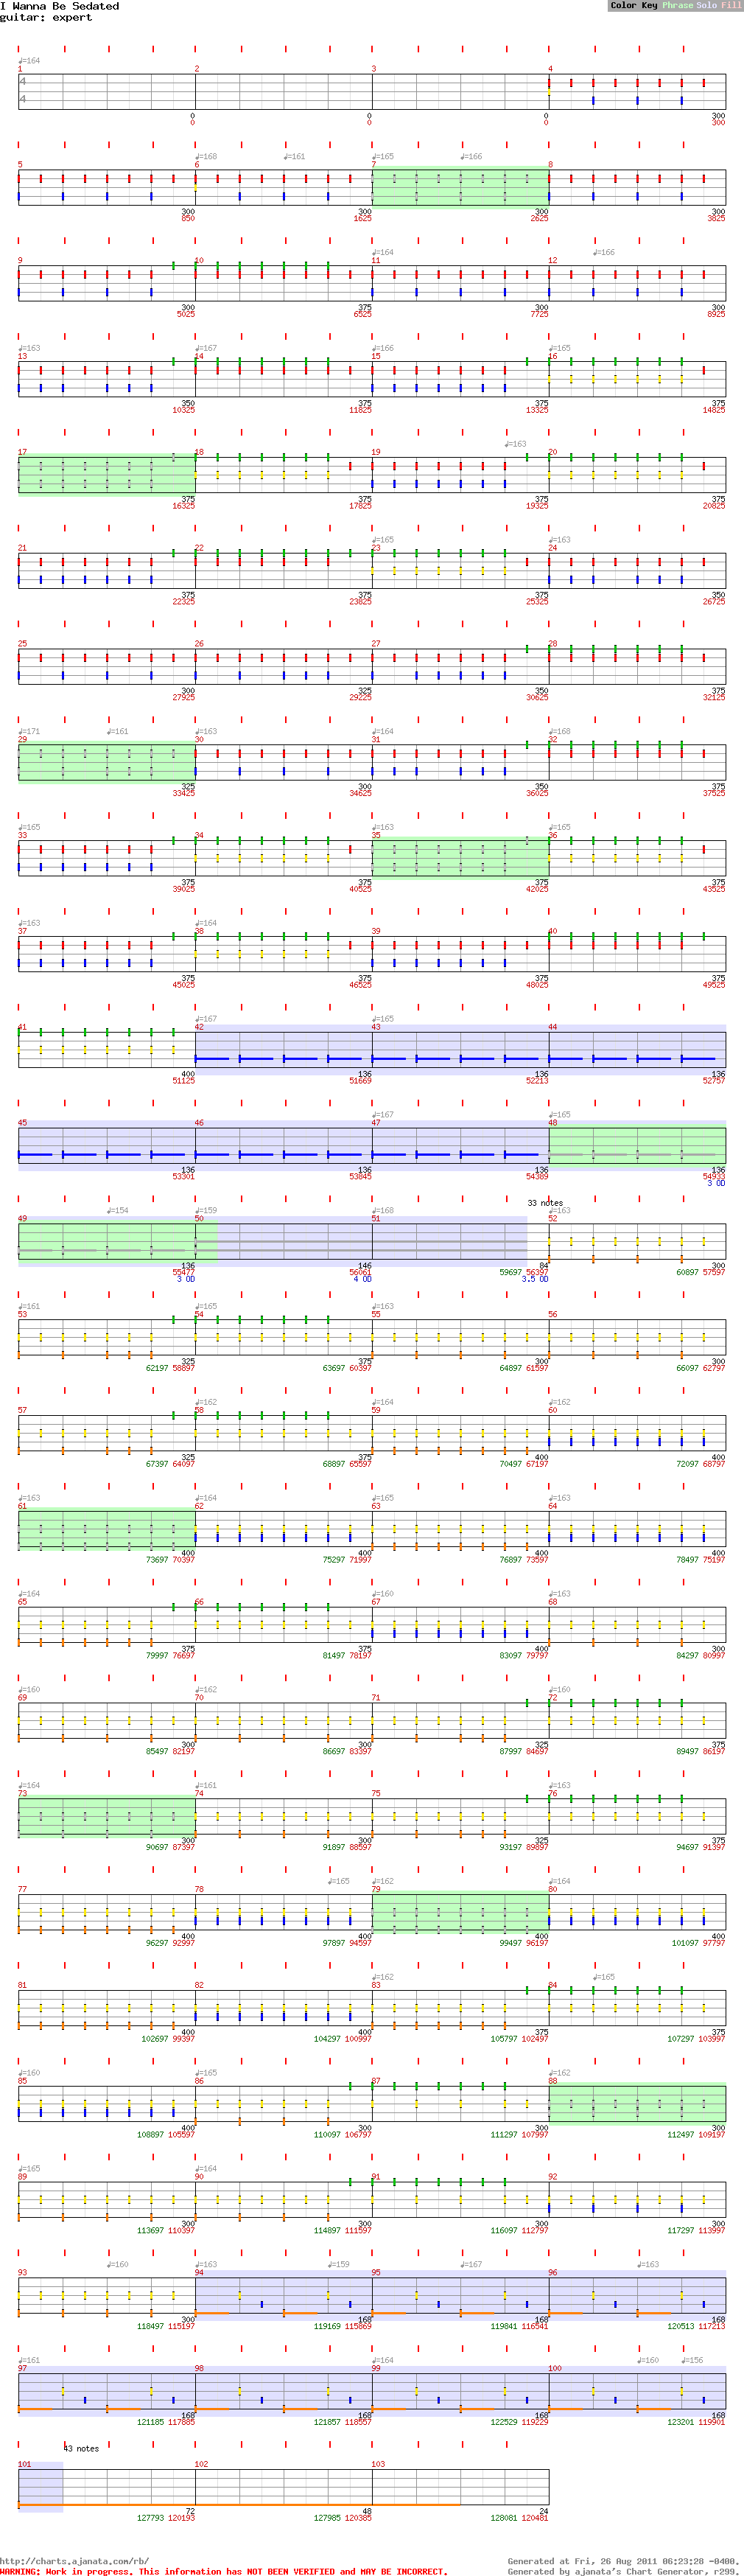 I Wanna Be Sedated
guitar: expert
Color Key Phrase Solo Fill
♩=164
1 2 3 4
4
4
0 0 0 300
0 0 0 300
♩=168 ♩=161 ♩=165 ♩=166
5 6 7 8
300 300 300 300
850 1625 2625 3825
♩=164 ♩=166
9 10 11 12
300 375 300 300
5025 6525 7725 8925
♩=163 ♩=167 ♩=166 ♩=165
13 14 15 16
350 375 375 375
10325 11825 13325 14825
♩=163
17 18 19 20
375 375 375 375
16325 17825 19325 20825
♩=165 ♩=163
21 22 23 24
375 375 375 350
22325 23825 25325 26725
25 26 27 28
300 325 350 375
27925 29225 30625 32125
♩=171 ♩=161 ♩=163 ♩=164 ♩=168
29 30 31 32
325 300 350 375
33425 34625 36025 37525
♩=165 ♩=163 ♩=165
33 34 35 36
375 375 375 375
39025 40525 42025 43525
♩=163 ♩=164
37 38 39 40
375 375 375 375
45025 46525 48025 49525
♩=167 ♩=165
41 42 43 44
400 136 136 136
51125 51669 52213 52757
♩=167 ♩=165
45 46 47 48
136 136 136 136
53301 53845 54389 54933
3 OD
33 notes
♩=154 ♩=159 ♩=168 ♩=163
49 50 51 52
136 146 84 300
55477 56061 59697 56397 60897 57597
3 OD 4 OD 3.5 OD
♩=161 ♩=165 ♩=163
53 54 55 56
325 375 300 300
62197 58897 63697 60397 64897 61597 66097 62797
♩=162 ♩=164 ♩=162
57 58 59 60
325 375 400 400
67397 64097 68897 65597 70497 67197 72097 68797
♩=163 ♩=164 ♩=165 ♩=163
61 62 63 64
400 400 400 400
73697 70397 75297 71997 76897 73597 78497 75197
♩=164 ♩=160 ♩=163
65 66 67 68
375 375 400 300
79997 76697 81497 78197 83097 79797 84297 80997
♩=160 ♩=162 ♩=160
69 70 71 72
300 300 325 375
85497 82197 86697 83397 87997 84697 89497 86197
♩=164 ♩=161 ♩=163
73 74 75 76
300 300 325 375
90697 87397 91897 88597 93197 89897 94697 91397
♩=165 ♩=162 ♩=164
77 78 79 80
400 400 400 400
96297 92997 97897 94597 99497 96197 101097 97797
♩=162 ♩=165
81 82 83 84
400 400 375 375
102697 99397 104297 100997 105797 102497 107297 103997
♩=160 ♩=165 ♩=162
85 86 87 88
400 300 300 300
108897 105597 110097 106797 111297 107997 112497 109197
♩=165 ♩=164
89 90 91 92
300 300 300 300
113697 110397 114897 111597 116097 112797 117297 113997
♩=160 ♩=163 ♩=159 ♩=167 ♩=163
93 94 95 96
300 168 168 168
118497 115197 119169 115869 119841 116541 120513 117213
♩=161 ♩=164 ♩=160 ♩=156
97 98 99 100
168 168 168 168
121185 117885 121857 118557 122529 119229 123201 119901
43 notes
101 102 103
72 48 24
127793 120193 127985 120385 128081 120481
http://charts.ajanata.com/rb/
Generated at Fri, 26 Aug 2011 06:23:28 -0400.
WARNING: Work in progress. This information has NOT BEEN VERIFIED and MAY BE INCORRECT.
Generated by ajanata's Chart Generator, r299.